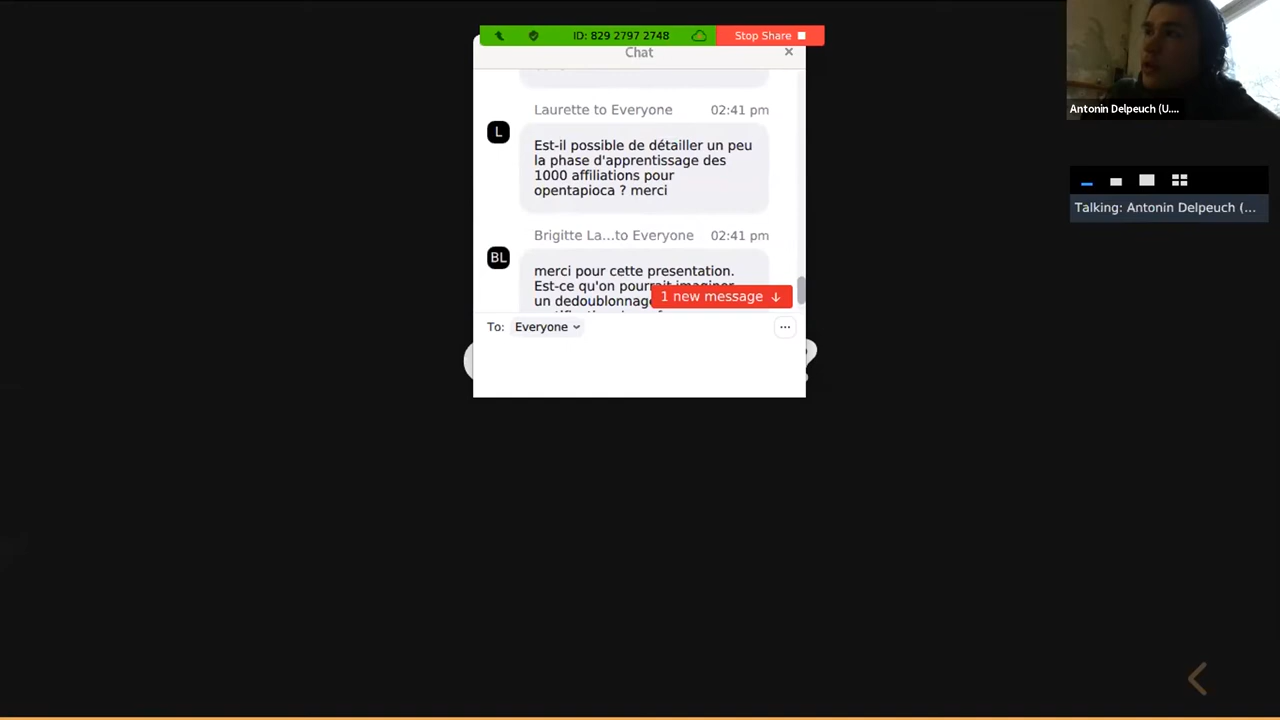 ID: 829 2797 2748
Stop Share
Chat
Antonin Delpeuch (U....
Laurette to Everyone 02:41 pm
L
Est-il possible de détailler un peu
la phase d'apprentissage des
1000 affiliations pour
opentapioca ? merci
Talking: Antonin Delpeuch (...
Brigitte La...to Everyone 02:41 pm
BL
merci pour cette presentation.
Est-ce qu'on pourrait imaginer
un dedoublonnage
1 new message
To: Everyone
?